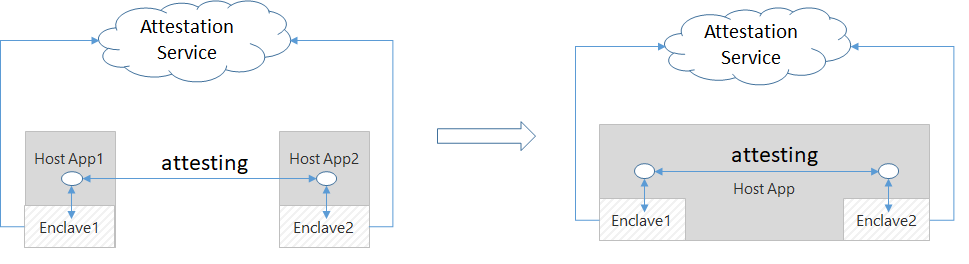 Attestation
Service
Host App1
attesting
Host App2
Enclave1
Enclave2
Attestation
Service
attesting
Host App
Enclave1
Enclave2